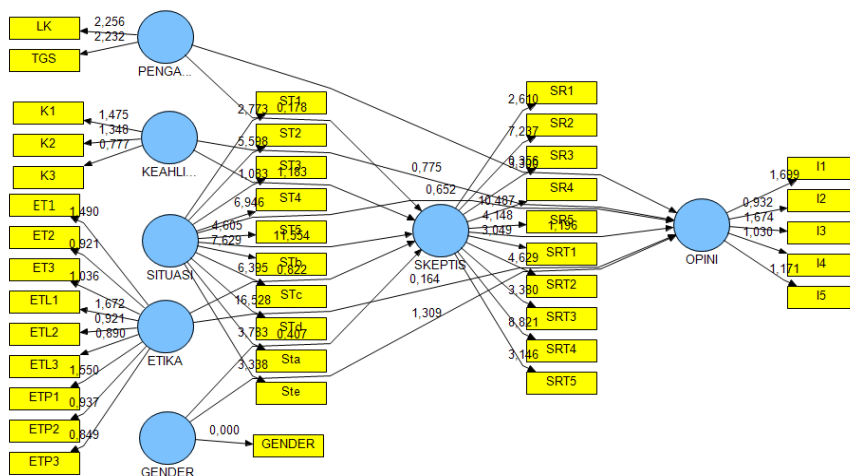 LK
2,256
TGS
2,232
PENGA...
K1
1,475
K2
1,348
K3
0,777
KEAHLI...
ET1
1,490
ET2
0,921
ET3
1,036
ETL1
1,672
ETL2
0,921
ETL3
0,890
ETP1
1,550
ETP2
0,937
ETP3
0,849
SITUASI
ETIKA
GENDER
0,000
GENDER
ST1
2,773
0,178
ST2
5,598
ST3
1,033
1,183
ST4
6,946
ST5
4,605
11,554
STb
7,629
STc
6,395
0,822
STd
16,528
Sta
3,783
0,407
Ste
3,338
SKEPTIS
0,775
0,652
0,164
1,309
SR1
2,610
SR2
7,237
SR3
0,356
SR4
10,487
SR5
4,148
1,196
SRT1
3,049
SRT2
4,629
SRT3
3,380
SRT4
8,821
SRT5
3,146
OPINI
I1
1,699
I2
0,932
I3
1,674
I4
1,030
I5
1,171